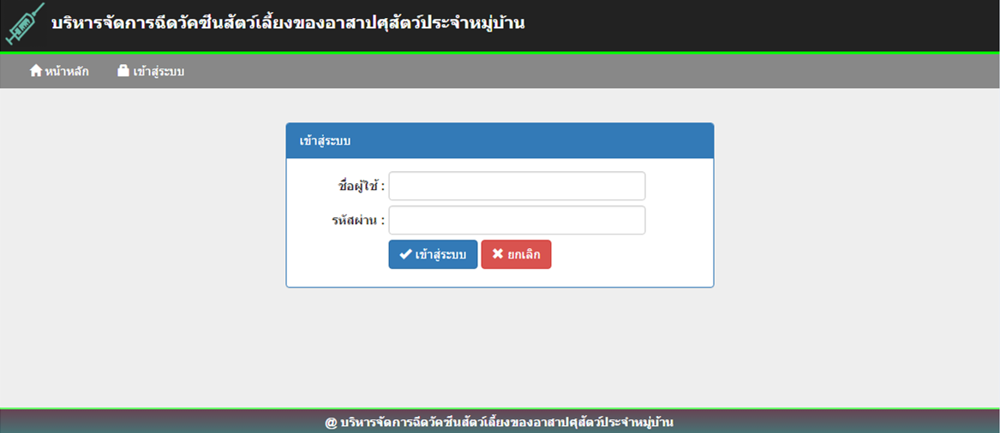 บริหารจัดการฉีดวัคซีนสัตว์เลี้ยงของอาสาปศุสัตว์ประจำหมู่บ้าน
หน้าหลัก เข้าสู่ระบบ
เข้าสู่ระบบ
ชื่อผู้ใช้ :
รหัสผ่าน :
เข้าสู่ระบบ ยกเลิก
@ บริหารจัดการฉีดวัคซีนสัตว์เลี้ยงของอาสาปศุสัตว์ประจำหมู่บ้าน